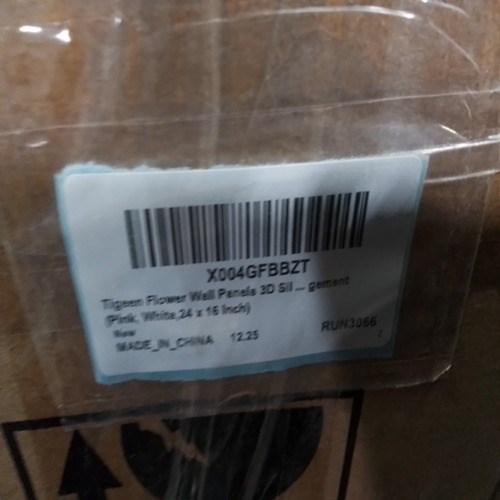 X004GFBBZT
Tigeen Flower Wall Panels 3D Sil ... gement
(Pink, White,24 x 16 Inch)
New
MADE_IN_CHINA 12.25 RUN3066